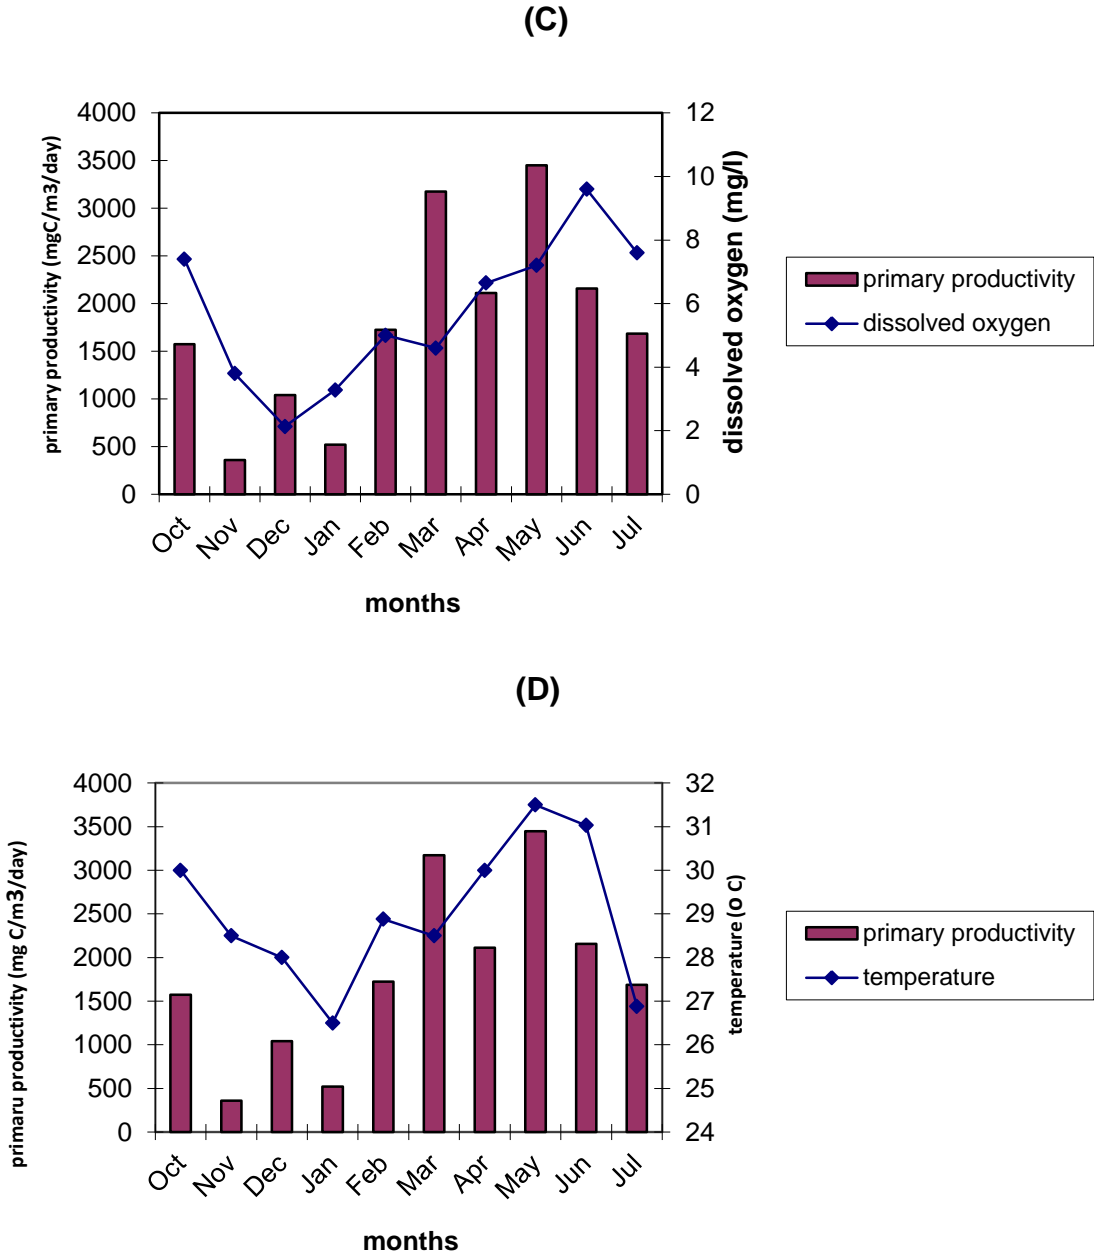 (C)
primary productivity (mgC/m3/day)
4000
3500
3000
2500
2000
1500
1000
500
0
12
10
8
6
4
2
0
dissolved oxygen (mg/l)
Oct Nov Dec Jan Feb Mar Apr May Jun Jul
months
primary productivity
dissolved oxygen
(D)
primaru productivity (mg C/m3/day)
4000
3500
3000
2500
2000
1500
1000
500
0
32
31
30
29
28
27
26
25
24
temperature (o C)
Oct Nov Dec Jan Feb Mar Apr May Jun Jul
months
primary productivity
temperature